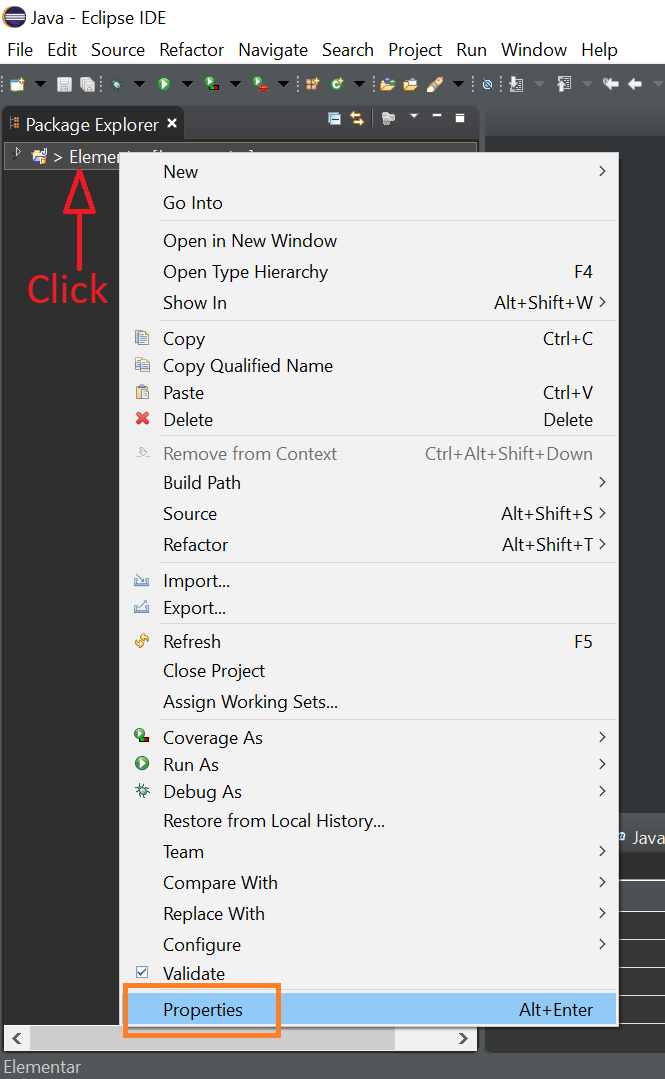 Java - Eclipse IDE
File Edit Source Refactor Navigate Search Project Run Window Help
Package Explorer
> Elemen
Click
New
Go Into
Open in New Window
Open Type Hierarchy F4
Show In Alt+Shift+W
Copy Ctrl+C
Copy Qualified Name
Paste Ctrl+V
Delete Delete
Remove from Context Ctrl+Alt+Shift+Down
Build Path
Source Alt+Shift+S
Refactor Alt+Shift+T
Import...
Export...
Refresh F5
Close Project
Assign Working Sets...
Coverage As
Run As
Debug As
Restore from Local History...
Team
Compare With
Replace With
Configure
Validate
Properties Alt+Enter
Java
Elementar